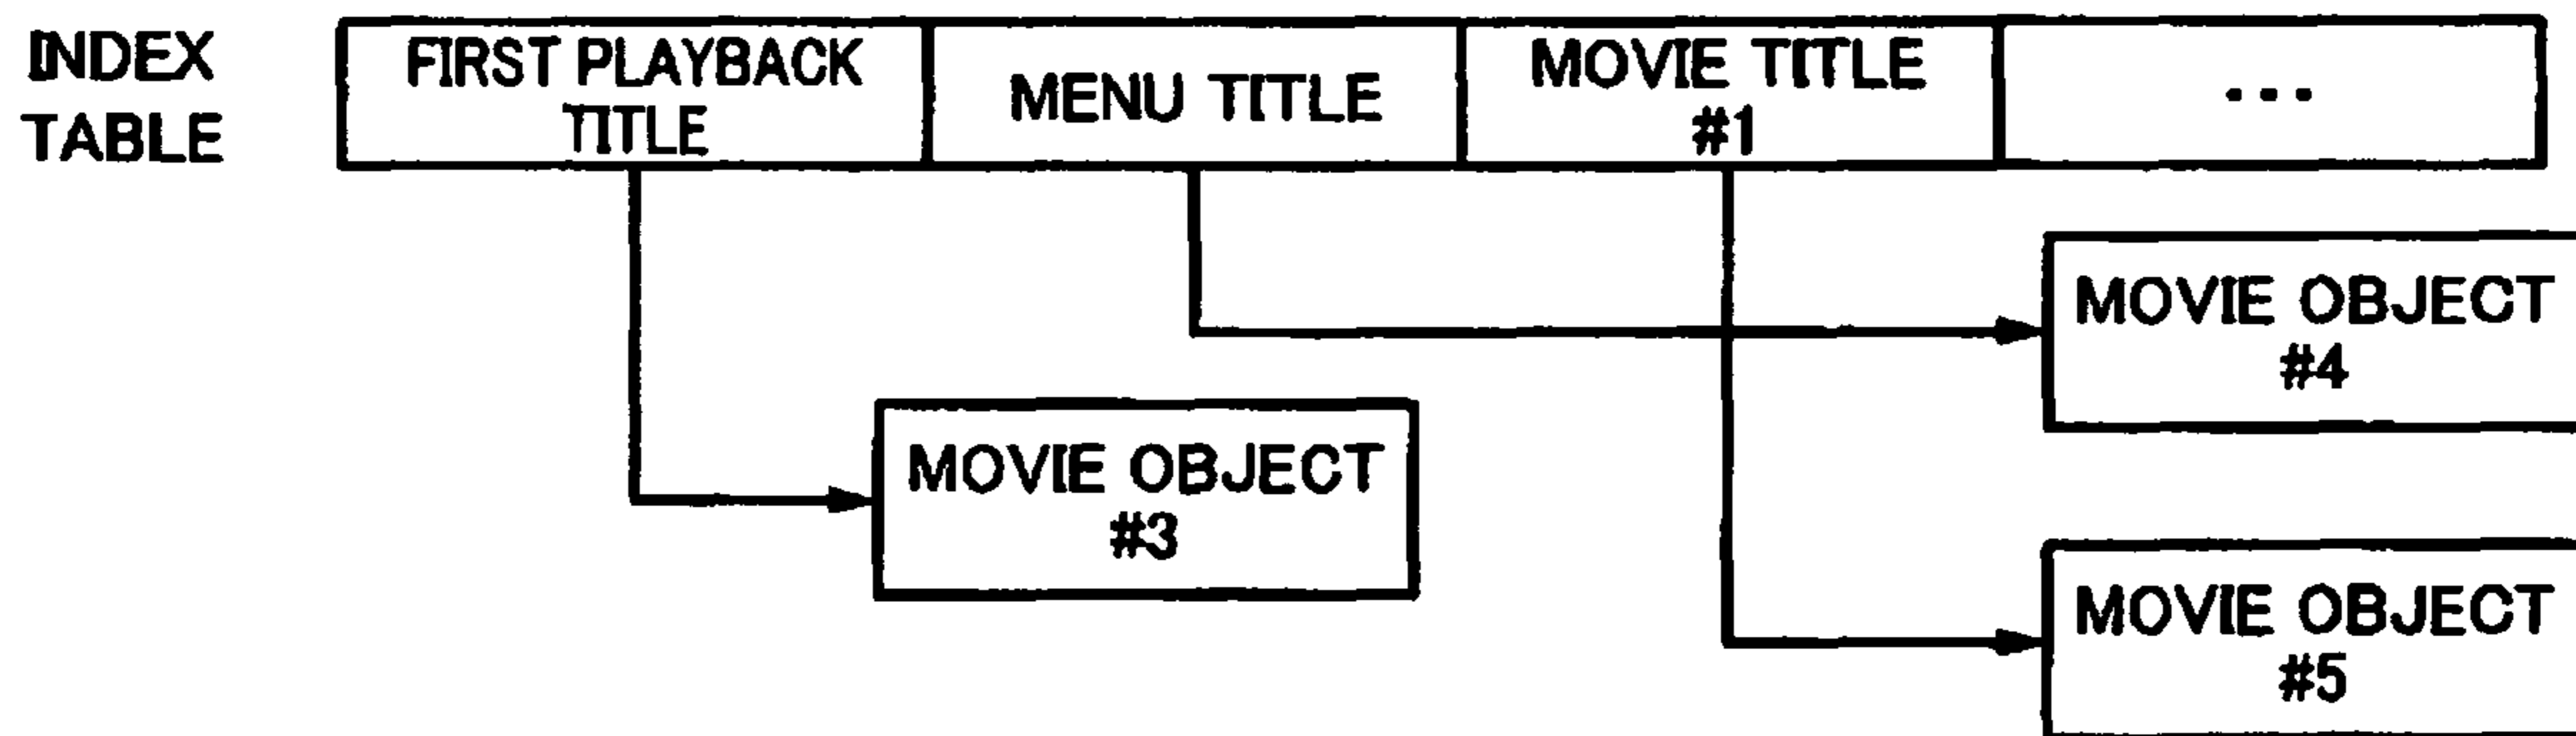 INDEX
TABLE
FIRST PLAYBACK
TITLE
MENU TITLE
MOVIE TITLE
#1
...
MOVIE OBJECT
#4
MOVIE OBJECT
#3
MOVIE OBJECT
#5